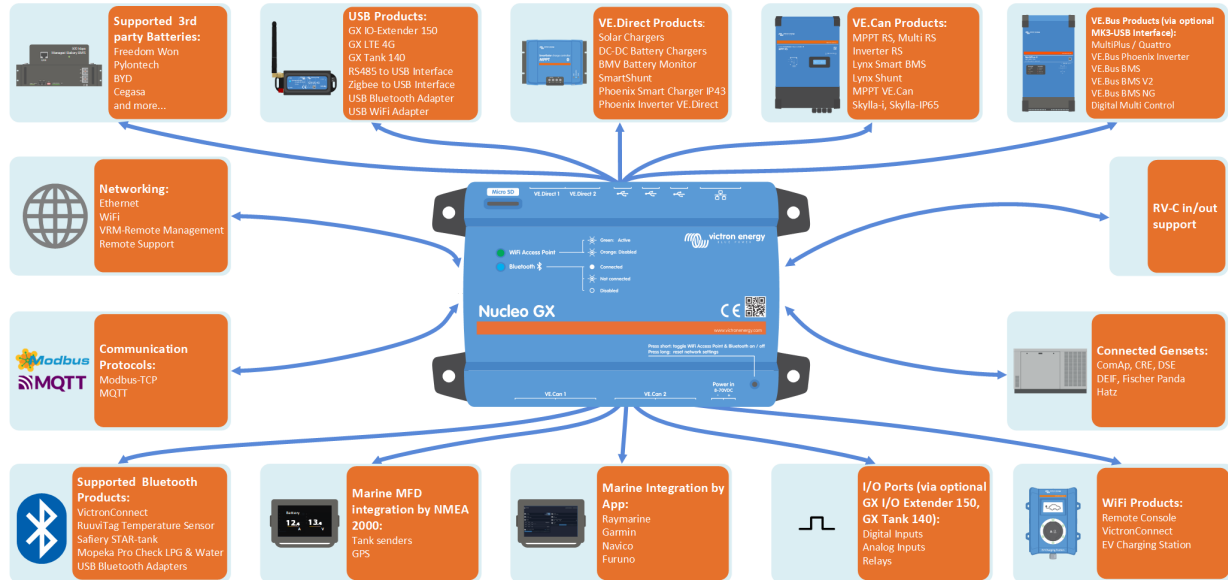 Supported 3rd
party Batteries:
Freedom Won
Pylontech
BYD
Cegasa
and more...
USB Products:
GX IO-Extender 150
GX LTE 4G
GX Tank 140
RS485 to USB Interface
Zigbee to USB Interface
USB Bluetooth Adapter
USB WiFi Adapter
VE.Direct Products:
Solar Chargers
DC-DC Battery Chargers
BMV Battery Monitor
SmartShunt
Phoenix Smart Charger IP43
Phoenix Inverter VE.Direct
VE.Can Products:
MPPT RS, Multi RS
Inverter RS
Lynx Smart BMS
Lynx Shunt
MPPT VE.Can
Skylla-i, Skylla-IP65
VE.Bus Products (via optional
MK3-USB Interface):
MultiPlus / Quattro
VE.Bus Phoenix Inverter
VE.Bus BMS
VE.Bus BMS V2
VE.Bus BMS NG
Digital Multi Control
Networking:
Ethernet
WiFi
VRM-Remote Management
Remote Support
Micro SD
VE.Direct 1 VE.Direct 2
WiFi Access Point
Green: Active
Orange: Disabled
Bluetooth
Connected
Not connected
Disabled
victron energy
BLUE POWER
Nucleo GX
CE
www.victronenergy.com
Press short: toggle WiFi Access Point & Bluetooth on / off
Press long: reset network settings
Power in
8-70VDC
- +
VE.Can 1
VE.Can 2
RV-C in/out
support
Modbus
MQTT
Communication
Protocols:
Modbus-TCP
MQTT
Connected Gensets:
ComAp, CRE, DSE
DEIF, Fischer Panda
Hatz
Supported Bluetooth
Products:
VictronConnect
RuuviTag Temperature Sensor
Safiery STAR-tank
Mopeka Pro Check LPG & Water
USB Bluetooth Adapters
Battery
12.4 13.4
A V
Marine MFD
integration by NMEA
2000:
Tank senders
GPS
Marine Integration by
App:
Raymarine
Garmin
Navico
Furuno
I/O Ports (via optional
GX I/O Extender 150,
GX Tank 140):
Digital Inputs
Analog Inputs
Relays
WiFi Products:
Remote Console
VictronConnect
EV Charging Station